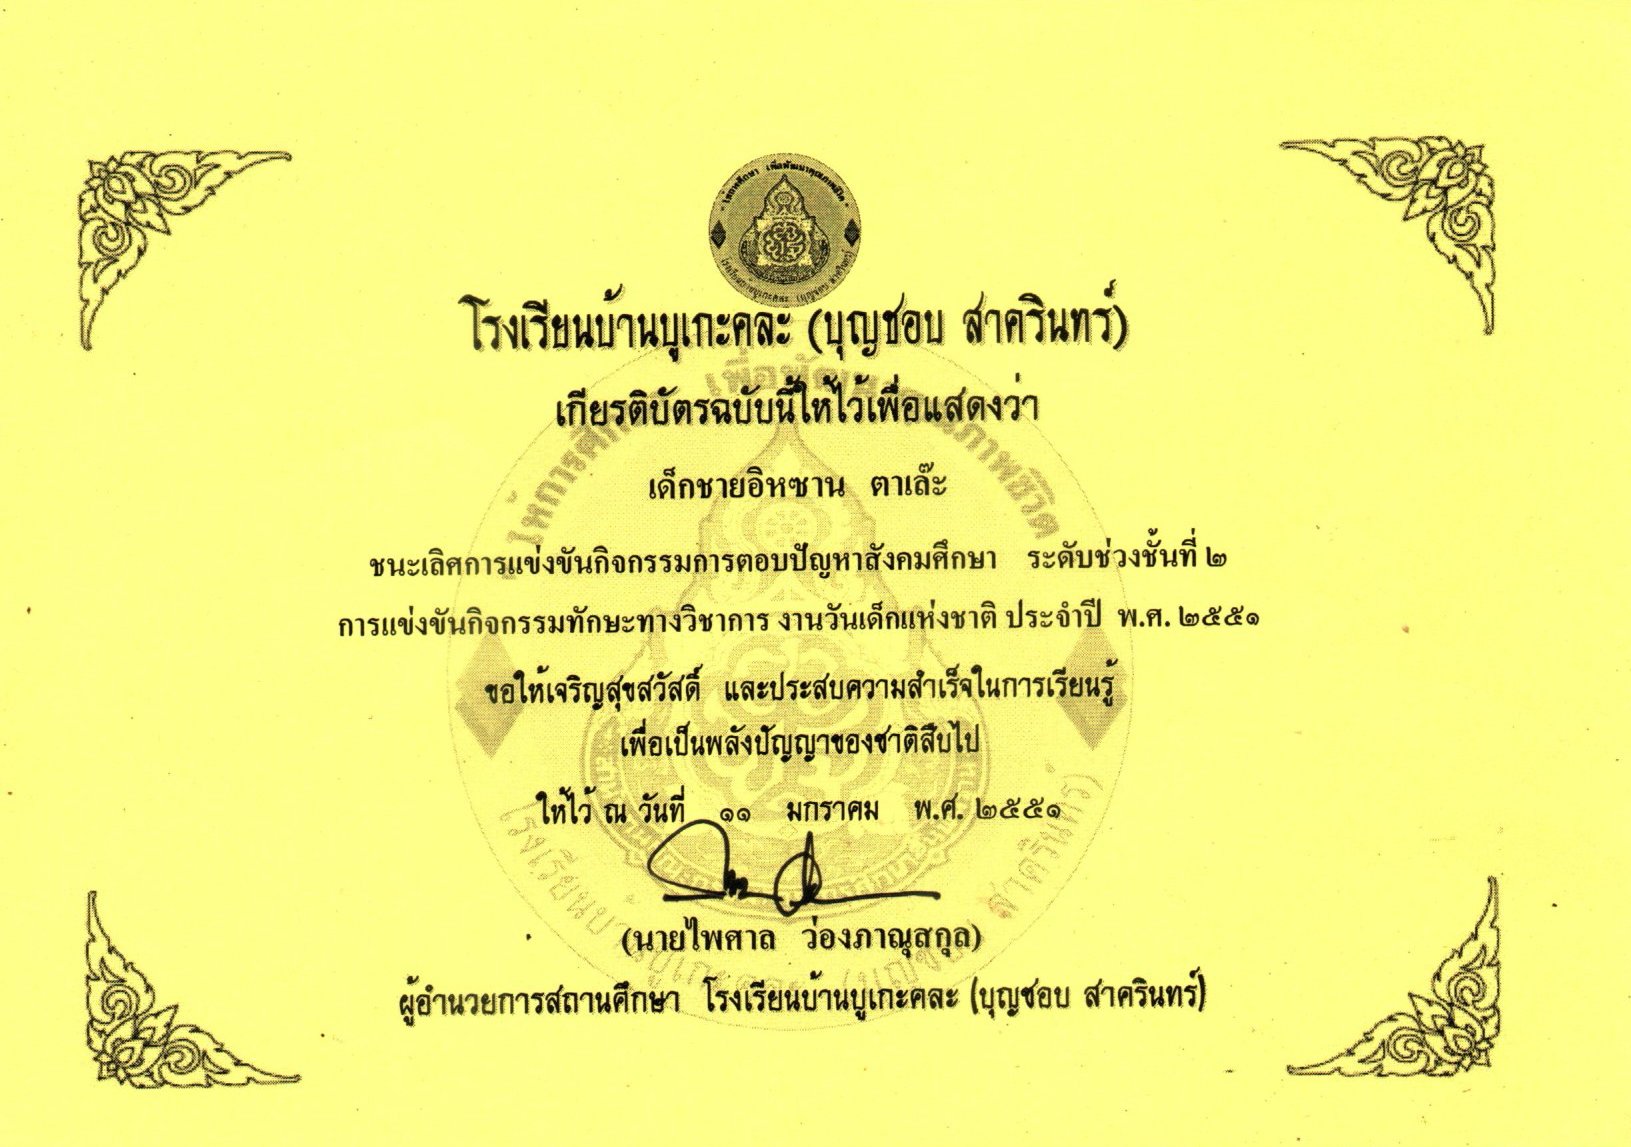 โรงเรียนบ้านบูเกะคละ (บุญชอบ สาครินทร์)
เกียรติบัตรฉบับนี้ให้ไว้เพื่อแสดงว่า
เด็กชายอิหซาน ตาเล๊ะ
ชนะเลิศการแข่งขันกิจกรรมการตอบปัญหาสังคมศึกษา ระดับช่วงชั้นที่ ๒
การแข่งขันกิจกรรมทักษะทางวิชาการ งานวันเด็กแห่งชาติ ประจำปี พ.ศ. ๒๕๕๑
ขอให้เจริญสุขสวัสดิ์ และประสบความสำเร็จในการเรียนรู้
เพื่อเป็นพลังปัญญาของชาติสืบไป
ให้ไว้ ณ วันที่ ๑๑ มกราคม พ.ศ. ๒๕๕๑
(นายไพศาล ว่องภาณุสกุล)
ผู้อำนวยการสถานศึกษา โรงเรียนบ้านบูเกะคละ (บุญชอบ สาครินทร์)